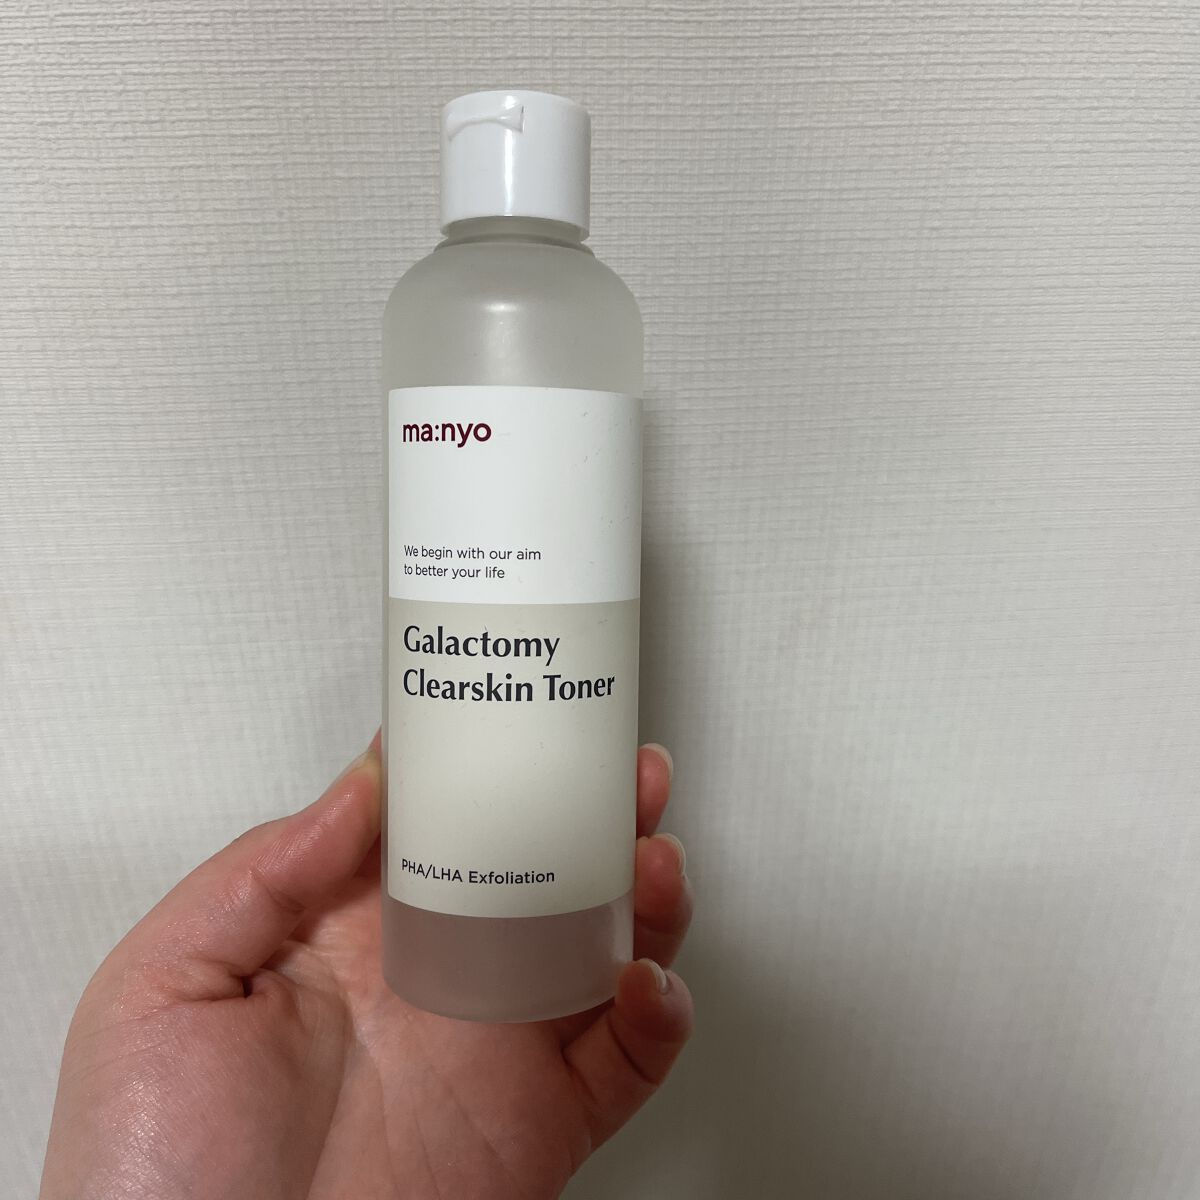 ma:nyo
We begin with our aim
to better your life
Galactomy
Clearskin Toner
PHA/LHA Exfoliation